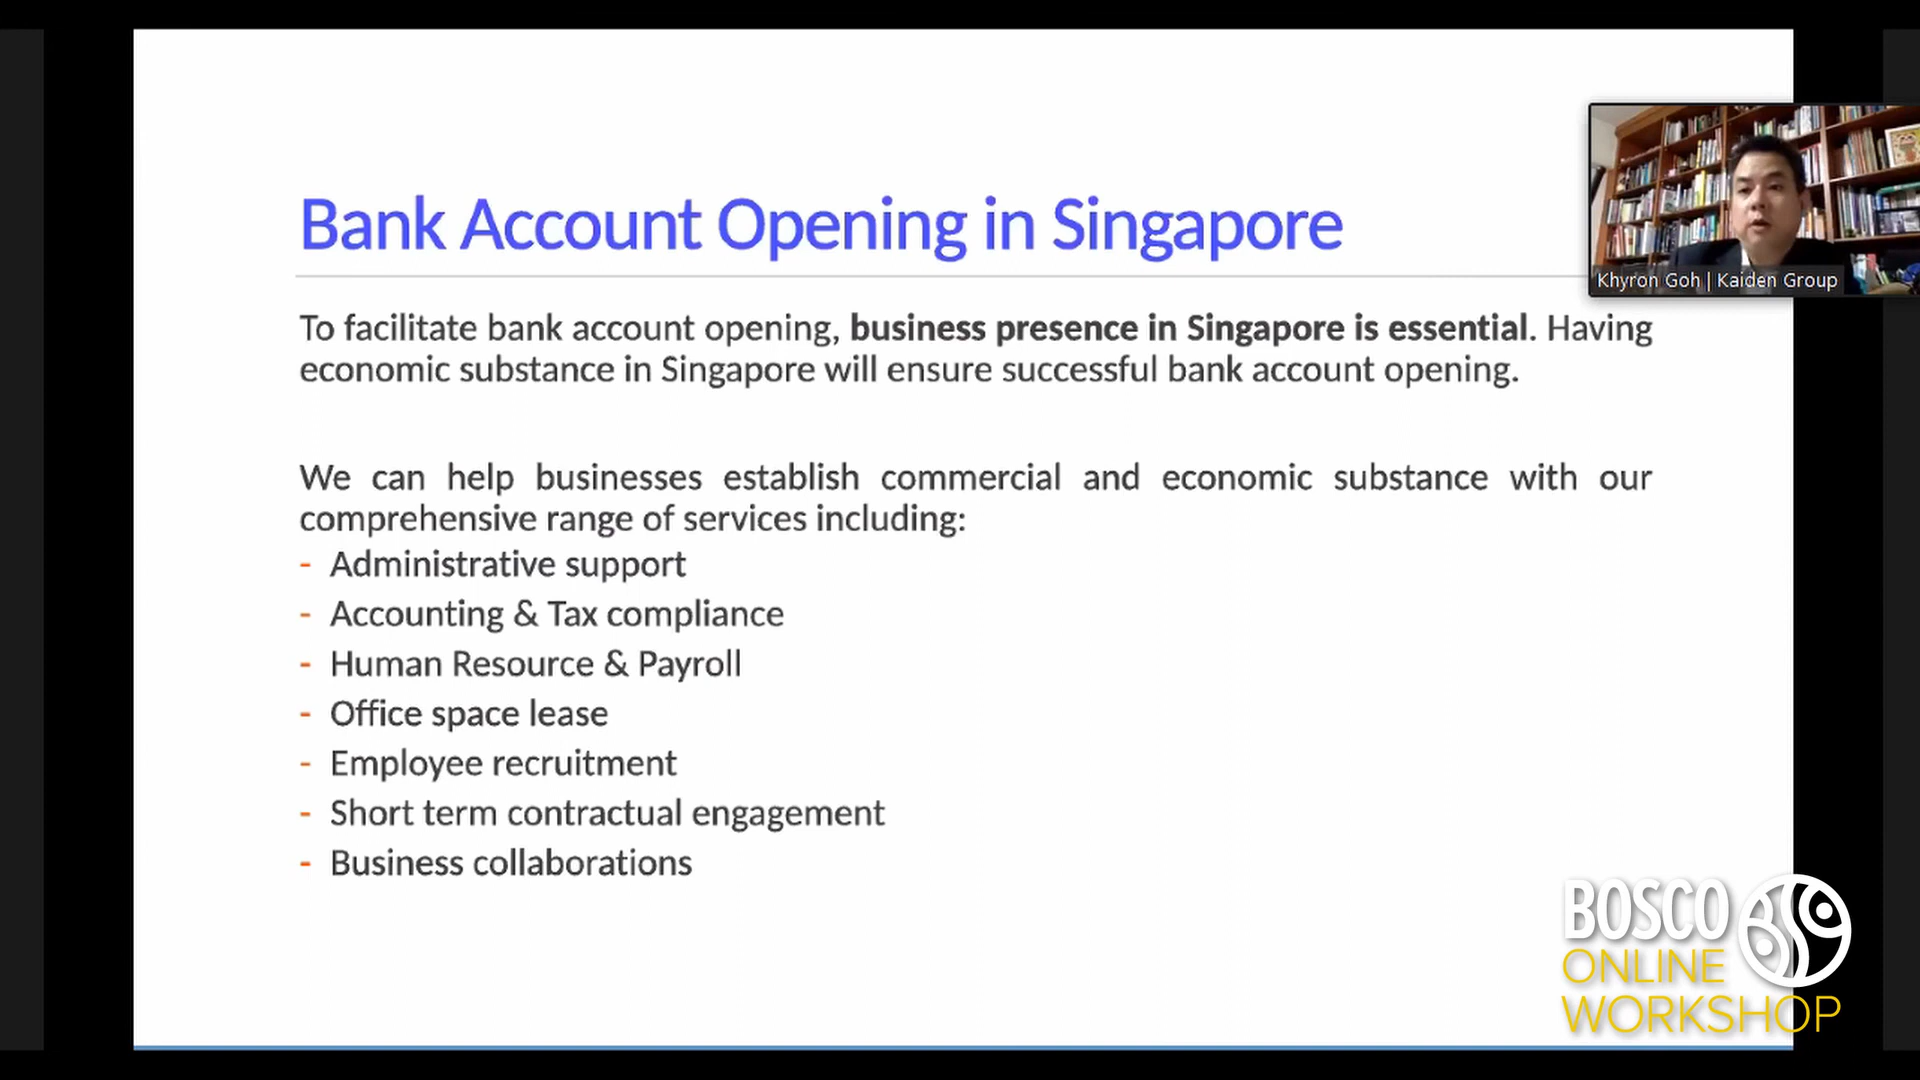 Bank Account Opening in Singapore
Khyron Goh | Kaiden Group
To facilitate bank account opening, business presence in Singapore is essential. Having
economic substance in Singapore will ensure successful bank account opening.
We can help businesses establish commercial and economic substance with our
comprehensive range of services including:
- Administrative support
- Accounting & Tax compliance
- Human Resource & Payroll
- Office space lease
- Employee recruitment
- Short term contractual engagement
- Business collaborations
BOSCO
ONLINE
WORKSHOP